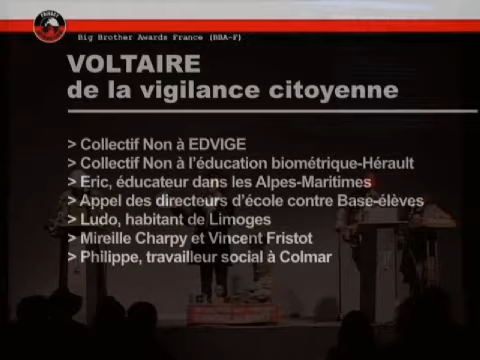 Big Brother Awards France (BBA-F)
VOLTAIRE
de la vigilance citoyenne
> Collectif Non à EDVIGE
> Collectif Non à l'éducation biométrique-Hérault
> Eric, éducateur dans les Alpes-Maritimes
> Appel des directeurs d'école contre Base-élèves
> Ludo, habitant de Limoges
> Mireille Charpy et Vincent Fristot
> Philippe, travailleur social à Colmar